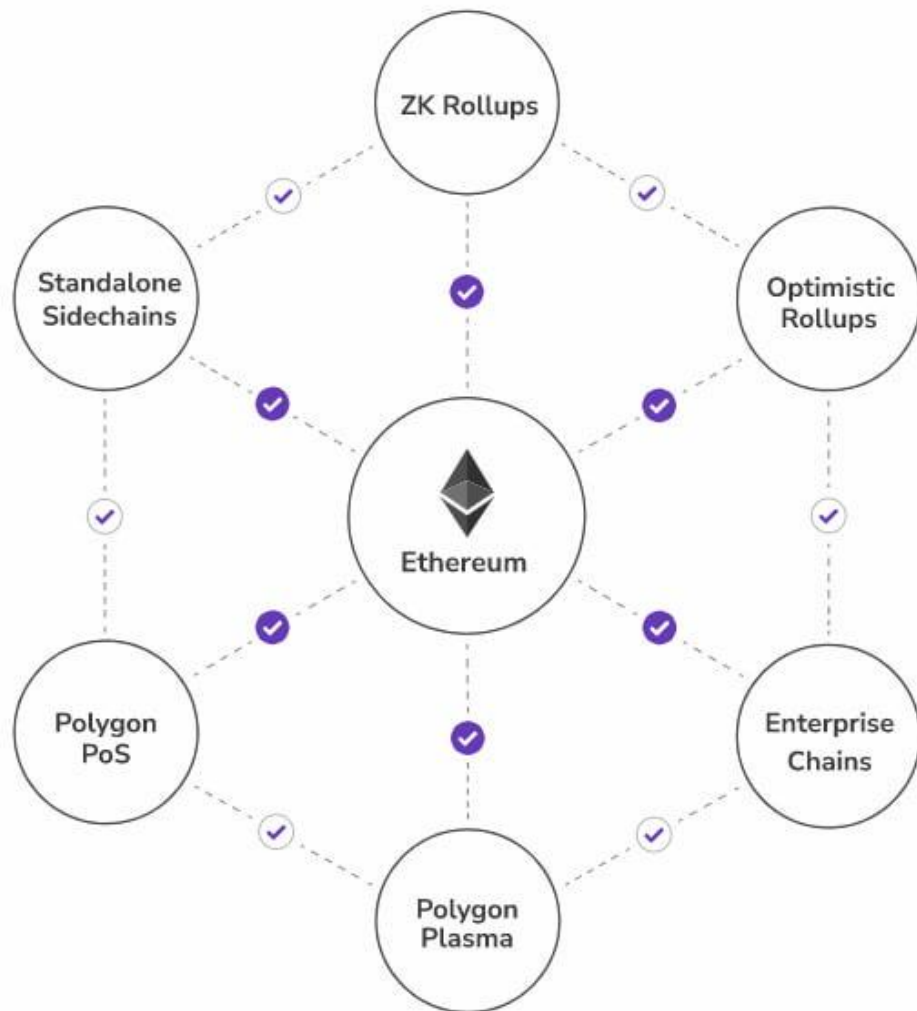 ZK Rollups
Standalone
Sidechains
Optimistic
Rollups
Ethereum
Polygon
PoS
Enterprise
Chains
Polygon
Plasma